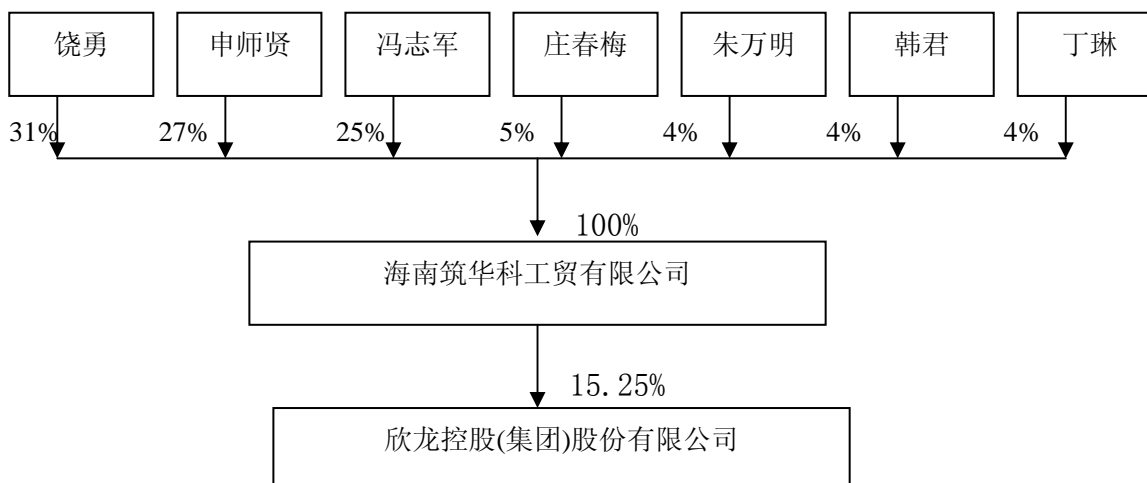 饶勇 申师贤 冯志军 庄春梅 朱万明 韩君 丁琳
31% 27% 25% 5% 4% 4% 4%
100%
海南筑华科工贸有限公司
15.25%
欣龙控股(集团)股份有限公司